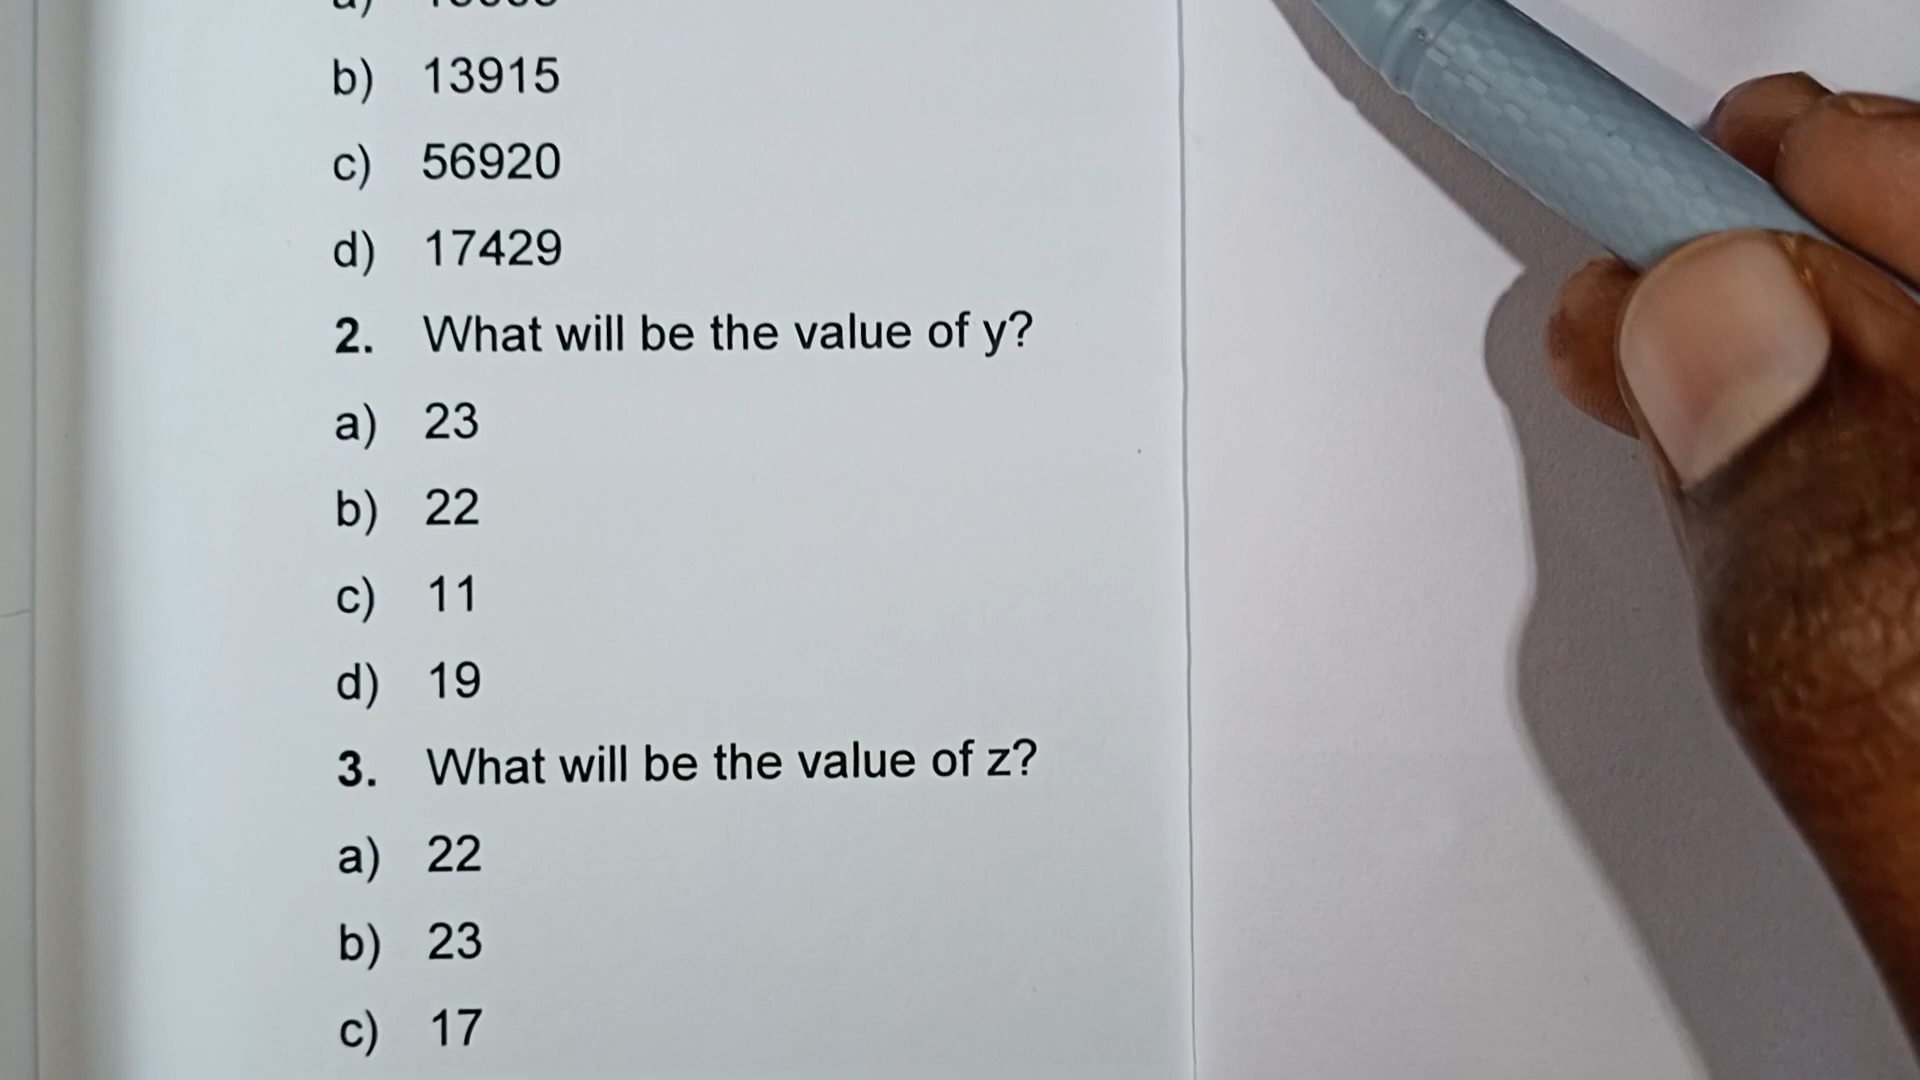 b) 13915
c) 56920
d) 17429
2. What will be the value of y?
a) 23
b) 22
c) 11
d) 19
3. What will be the value of z?
a) 22
b) 23
c) 17